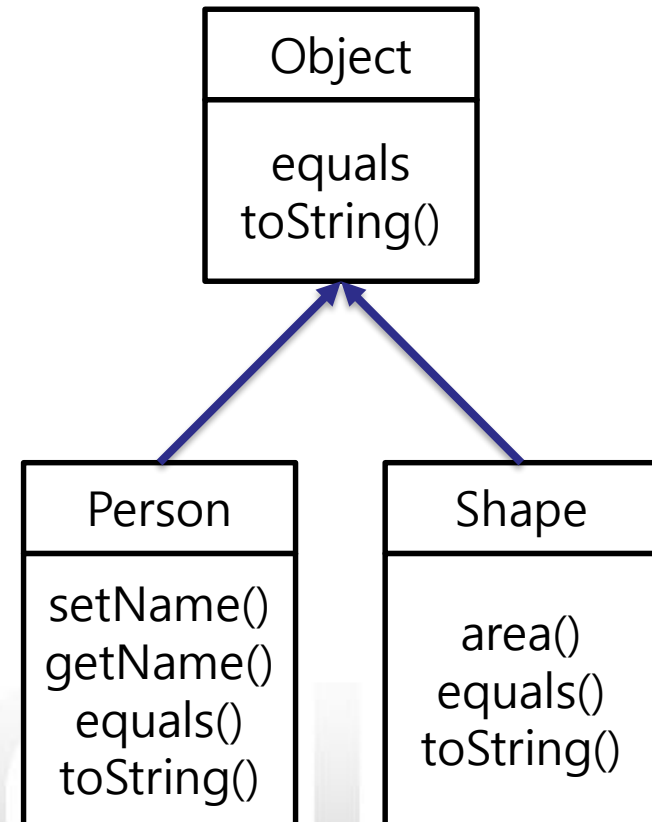 Object
equals
toString()
Person
setName()
getName()
equals()
toString()
Shape
area()
equals()
toString()